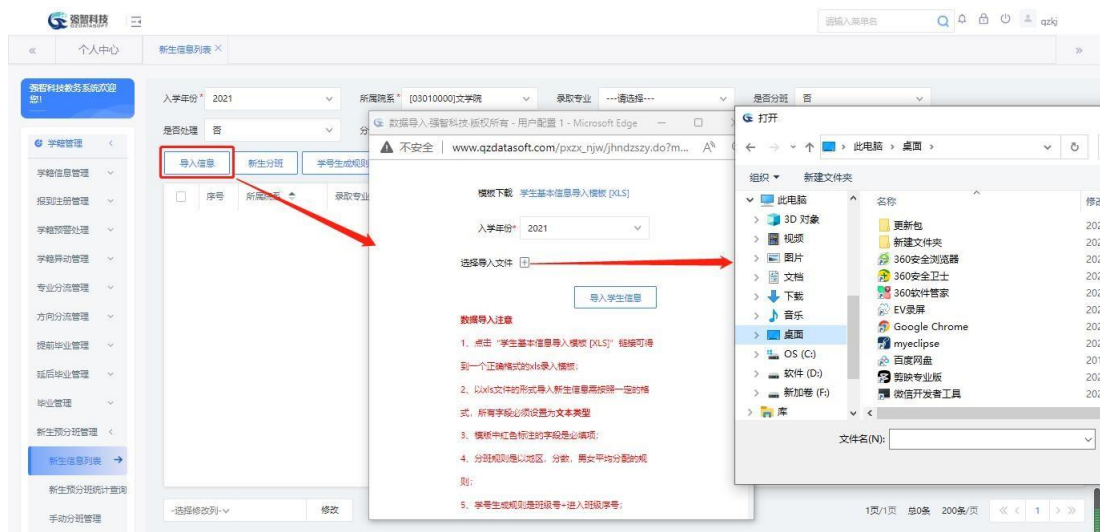 强智科技
QZDATASOFT
请输入菜单名
qzkj
个人中心
新生信息列表 ×
强智科技教务系统欢迎您!!
学籍管理
学籍信息管理
报到注册管理
学籍预警处理
学籍异动管理
专业分流管理
方向分流管理
提前毕业管理
延后毕业管理
毕业管理
新生预分班管理
新生信息列表
新生预分班统计查询
手动分班管理
入学年份* 2021
所属院系* [03010000]文学院
录取专业 ---请选择---
是否分班 否
是否处理 否
分
导入信息 新生分班 学号生成规则
序号 所属院系 录取专业
-选择修改列- 修改
1页/1页 总0条 200条/页 1
数据导入-强智科技-版权所有 - 用户配置 1 - Microsoft Edge
不安全 | www.qzdatasoft.com/pxzx_njw/jhndzszy.do?m...
模板下载 学生基本信息导入模板 [XLS]
入学年份* 2021
选择导入文件
导入学生信息
数据导入注意
1、点击“学生基本信息导入模板 [XLS]”链接可得
到一个正确格式的xls录入模板;
2、以xls文件的形式导入新生信息需按照一定的格
式, 所有字段必须设置为文本类型
3、模板中红色标注的字段是必填项;
4、分班规则是以地区, 分数, 男女平均分配的规
则;
5、学号生成规则是班级号+进入班级序号;
打开
此电脑 › 桌面 ›
组织 新建文件夹
此电脑
3D 对象
视频
图片
文档
下载
音乐
桌面
OS (C:)
软件 (D:)
新加卷 (F:)
库
名称
更新包
新建文件夹
360安全浏览器
360安全卫士
360软件管家
EV录屏
Google Chrome
myeclipse
百度网盘
剪映专业版
微信开发者工具
文件名(N):